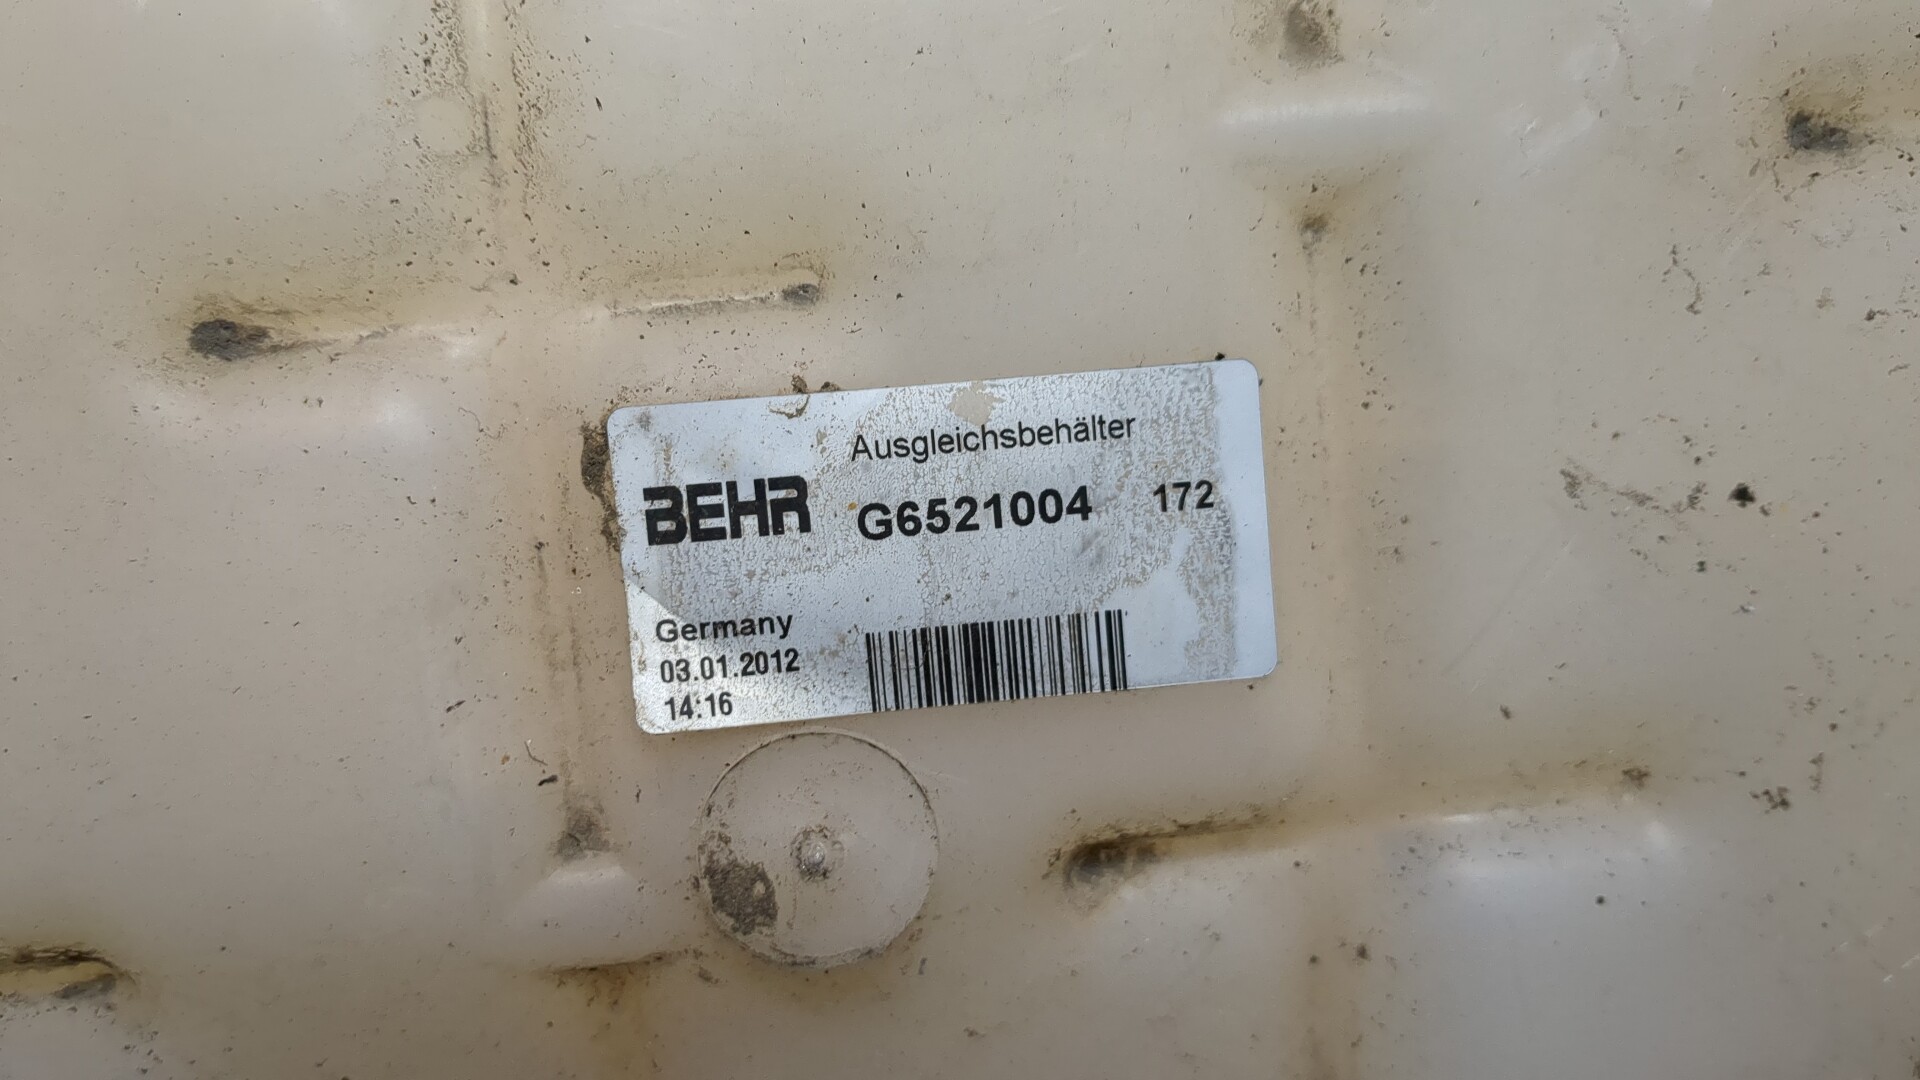 Ausgleichsbehälter
BEHR G6521004 172
Germany
03.01.2012
14:16